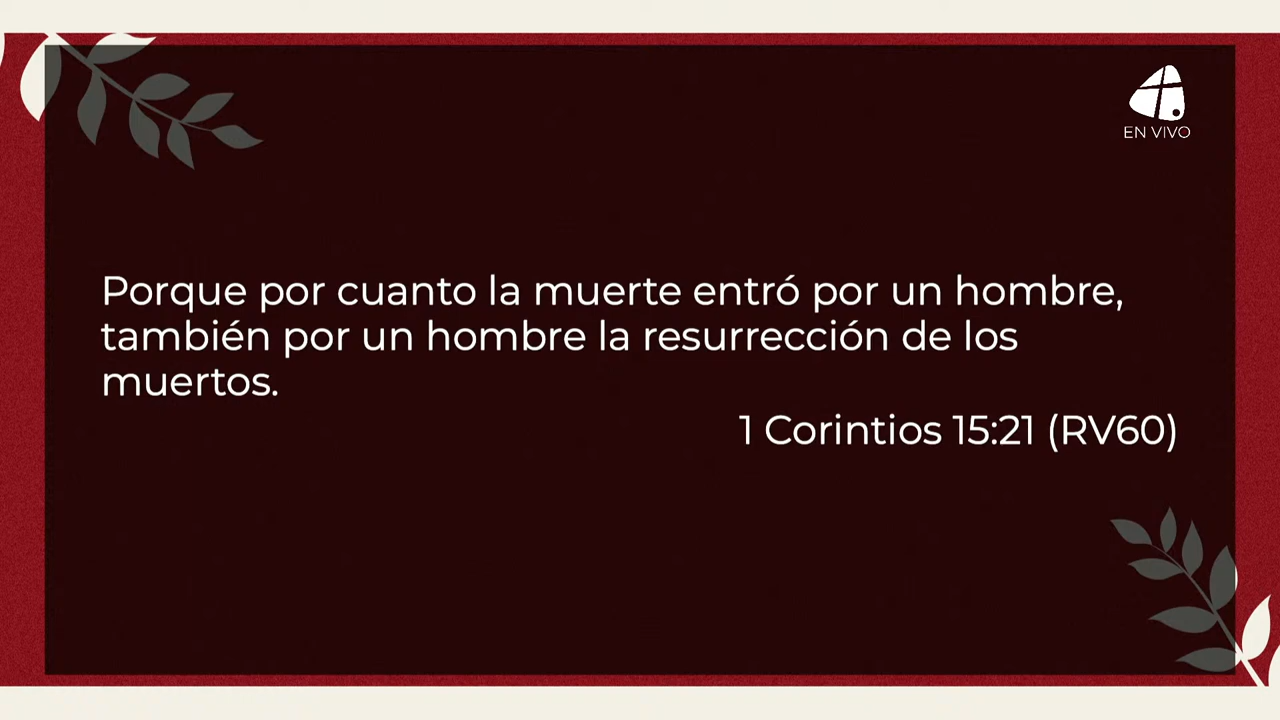 EN VIVO
Porque por cuanto la muerte entró por un hombre,
también por un hombre la resurrección de los
muertos.
1 Corintios 15:21 (RV60)